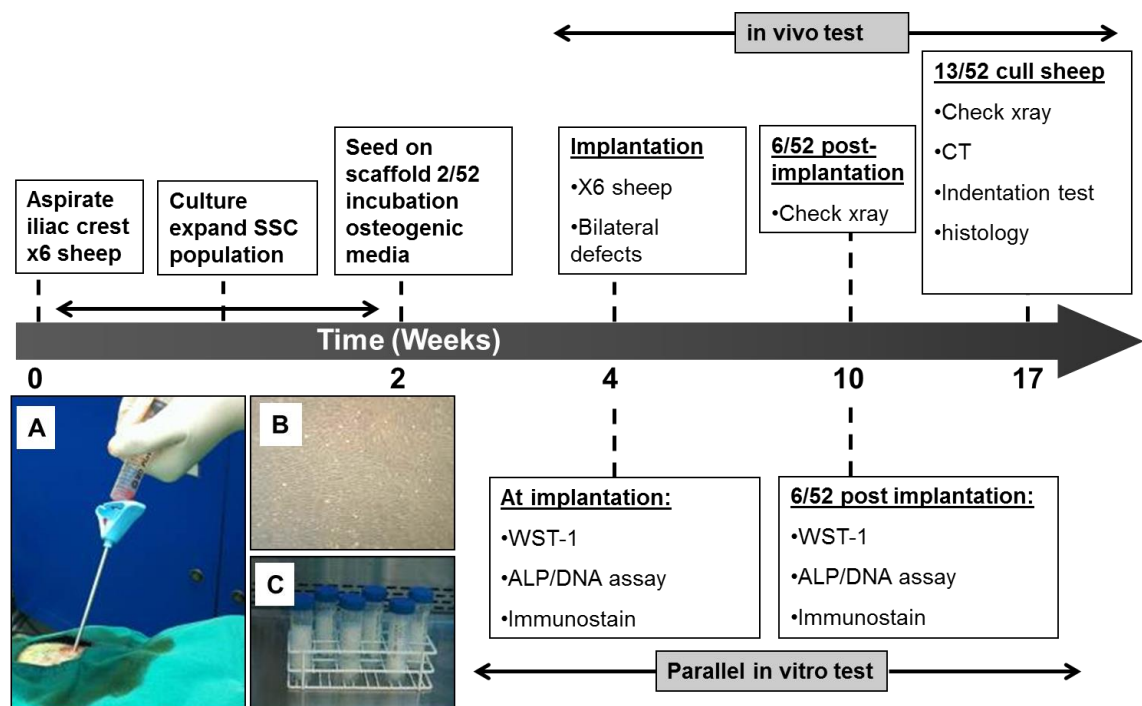 in vivo test
13/52 cull sheep
•Check xray
•CT
•Indentation test
•histology
6/52 post-
implantation
•Check xray
Implantation
•X6 sheep
•Bilateral
defects
Seed on
scaffold 2/52
incubation
osteogenic
media
Culture
expand SSC
population
Aspirate
iliac crest
x6 sheep
Time (Weeks)
0
2
4
10
17
A
B
C
At implantation:
•WST-1
•ALP/DNA assay
•Immunostain
6/52 post implantation:
•WST-1
•ALP/DNA assay
•Immunostain
Parallel in vitro test